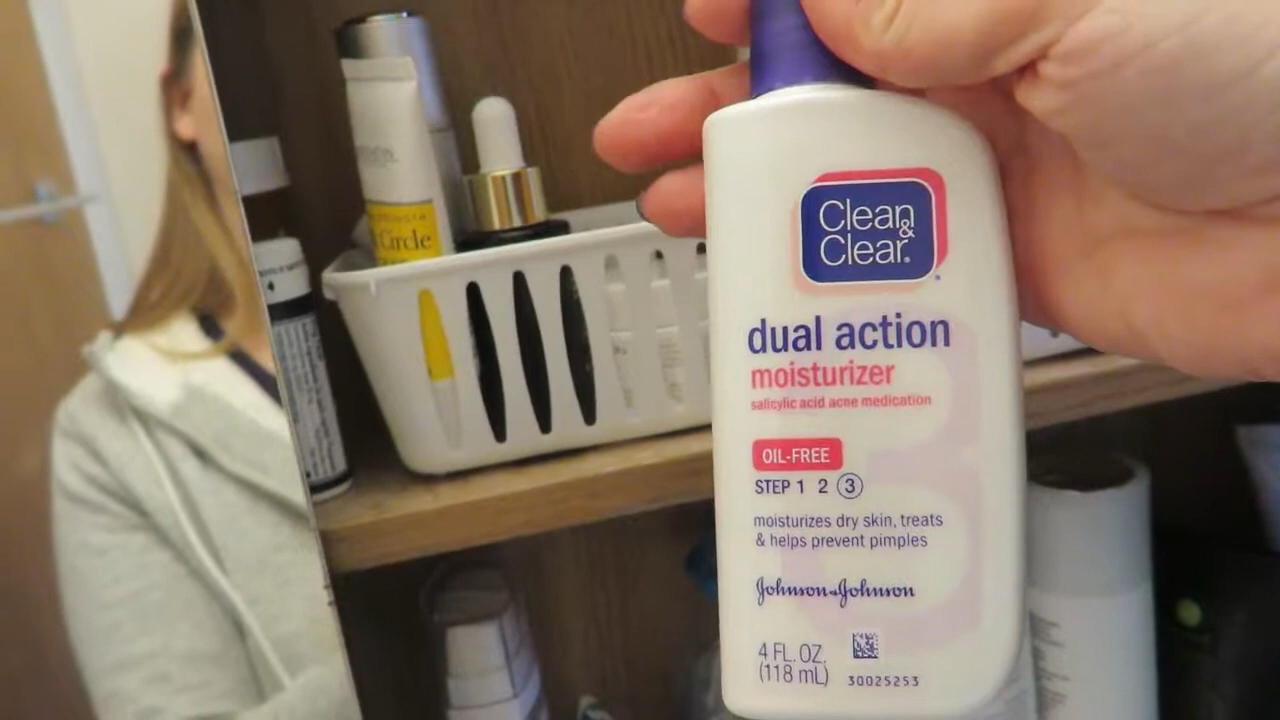 Circle
Clean
&
Clear.
dual action
moisturizer
salicylic acid acne medication
OIL-FREE
STEP 1 2 3
moisturizes dry skin, treats
& helps prevent pimples
Johnson & Johnson
4 FL. OZ.
(118 mL)
30025253